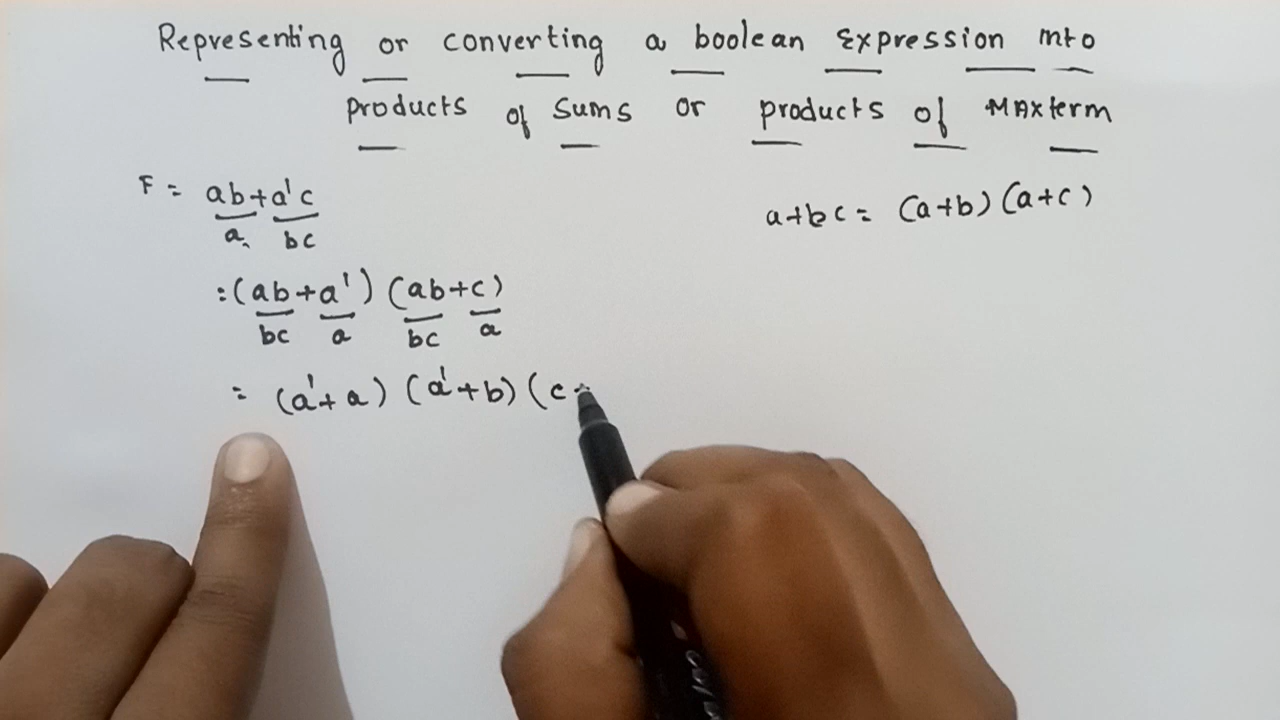 Representing or converting a boolean Expression into
products of sums or products of MAXterm
F = ab+a'c
a bc
a+bc = (a+b)(a+c)
=(ab+a')(ab+c)
bc a bc a
= (a'+a)(a'+b)(c+